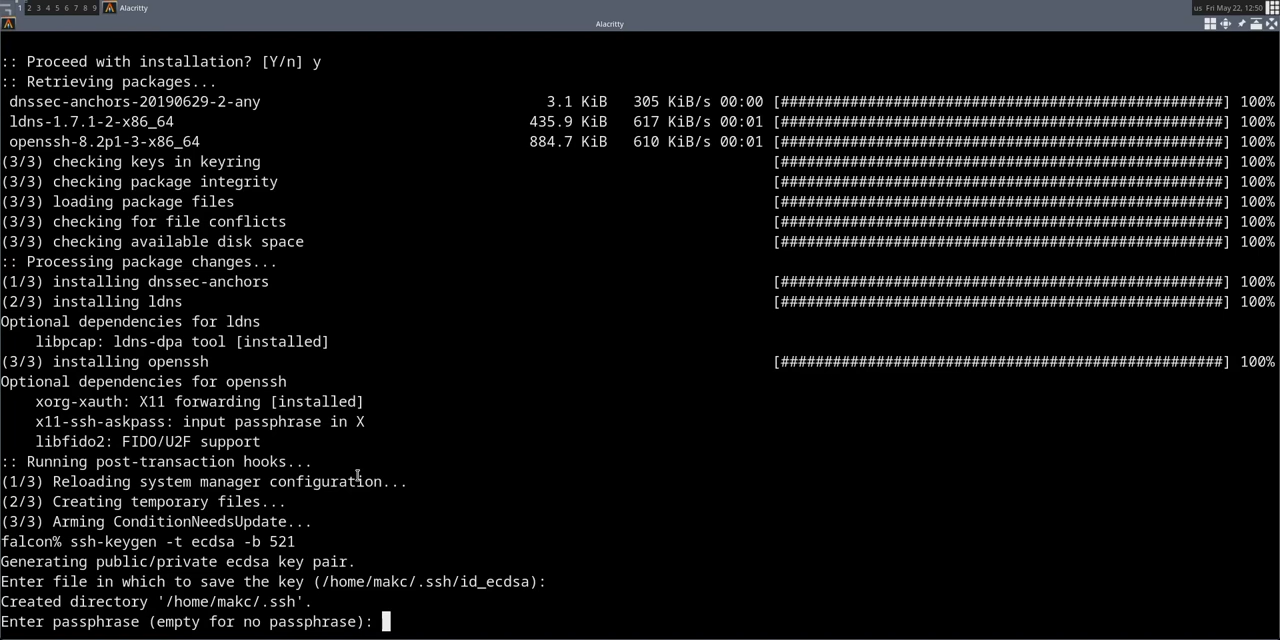 1 2 3 4 5 6 7 8 9 Alacritty us Fri May 22, 12:50
Alacritty
:: Proceed with installation? [Y/n] y
:: Retrieving packages...
dnssec-anchors-20190629-2-any 3.1 KiB 305 KiB/s 00:00 [######################################################] 100%
ldns-1.7.1-2-x86_64 435.9 KiB 617 KiB/s 00:01 [######################################################] 100%
openssh-8.2p1-3-x86_64 884.7 KiB 610 KiB/s 00:01 [######################################################] 100%
(3/3) checking keys in keyring [######################################################] 100%
(3/3) checking package integrity [######################################################] 100%
(3/3) loading package files [######################################################] 100%
(3/3) checking for file conflicts [######################################################] 100%
(3/3) checking available disk space [######################################################] 100%
:: Processing package changes...
(1/3) installing dnssec-anchors [######################################################] 100%
(2/3) installing ldns [######################################################] 100%
Optional dependencies for ldns
libpcap: ldns-dpa tool [installed]
(3/3) installing openssh [######################################################] 100%
Optional dependencies for openssh
xorg-xauth: X11 forwarding [installed]
x11-ssh-askpass: input passphrase in X
libfido2: FIDO/U2F support
:: Running post-transaction hooks...
(1/3) Reloading system manager configuration...
(2/3) Creating temporary files...
(3/3) Arming ConditionNeedsUpdate...
falcon% ssh-keygen -t ecdsa -b 521
Generating public/private ecdsa key pair.
Enter file in which to save the key (/home/makc/.ssh/id_ecdsa):
Created directory '/home/makc/.ssh'.
Enter passphrase (empty for no passphrase):